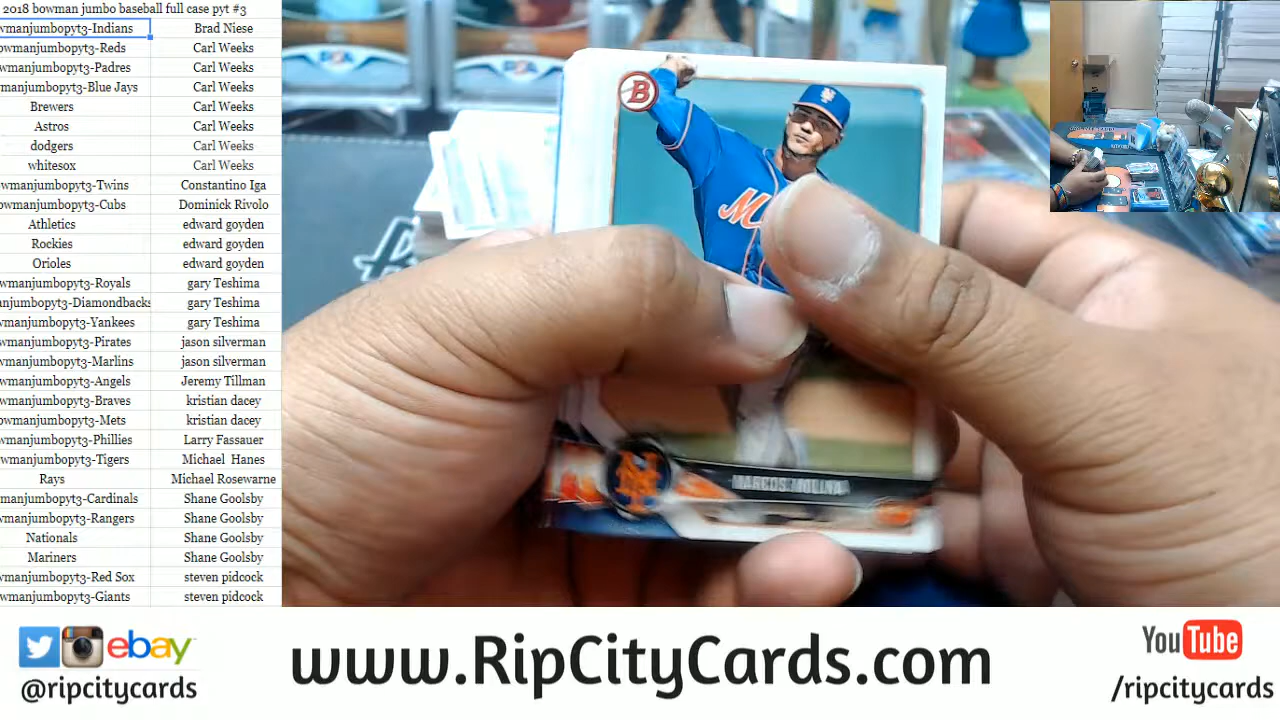 2018 bowman jumbo baseball full case pyt #3
wmanjumbopyt3-Indians Brad Niese
owmanjumbopyt3-Reds Carl Weeks
wmanjumbopyt3-Padres Carl Weeks
manjumbopyt3-Blue Jays Carl Weeks
Brewers Carl Weeks
Astros Carl Weeks
dodgers Carl Weeks
whitesox Carl Weeks
owmanjumbopyt3-Twins Constantino Iga
owmanjumbopyt3-Cubs Dominick Rivolo
Athletics edward goyden
Rockies edward goyden
Orioles edward goyden
wmanjumbopyt3-Royals gary Teshima
anjumbopyt3-Diamondbacks gary Teshima
wmanjumbopyt3-Yankees gary Teshima
wmanjumbopyt3-Pirates jason silverman
wmanjumbopyt3-Marlins jason silverman
wmanjumbopyt3-Angels Jeremy Tillman
wmanjumbopyt3-Braves kristian dacey
owmanjumbopyt3-Mets kristian dacey
wmanjumbopyt3-Phillies Larry Fassauer
wmanjumbopyt3-Tigers Michael Hanes
Rays Michael Rosewarne
manjumbopyt3-Cardinals Shane Goolsby
wmanjumbopyt3-Rangers Shane Goolsby
Nationals Shane Goolsby
Mariners Shane Goolsby
wmanjumbopyt3-Red Sox steven pidcock
wmanjumbopyt3-Giants steven pidcock
B
M
MARCOS MOLINA
ebay
@ripcitycards
www.RipCityCards.com
YouTube
/ripcitycards